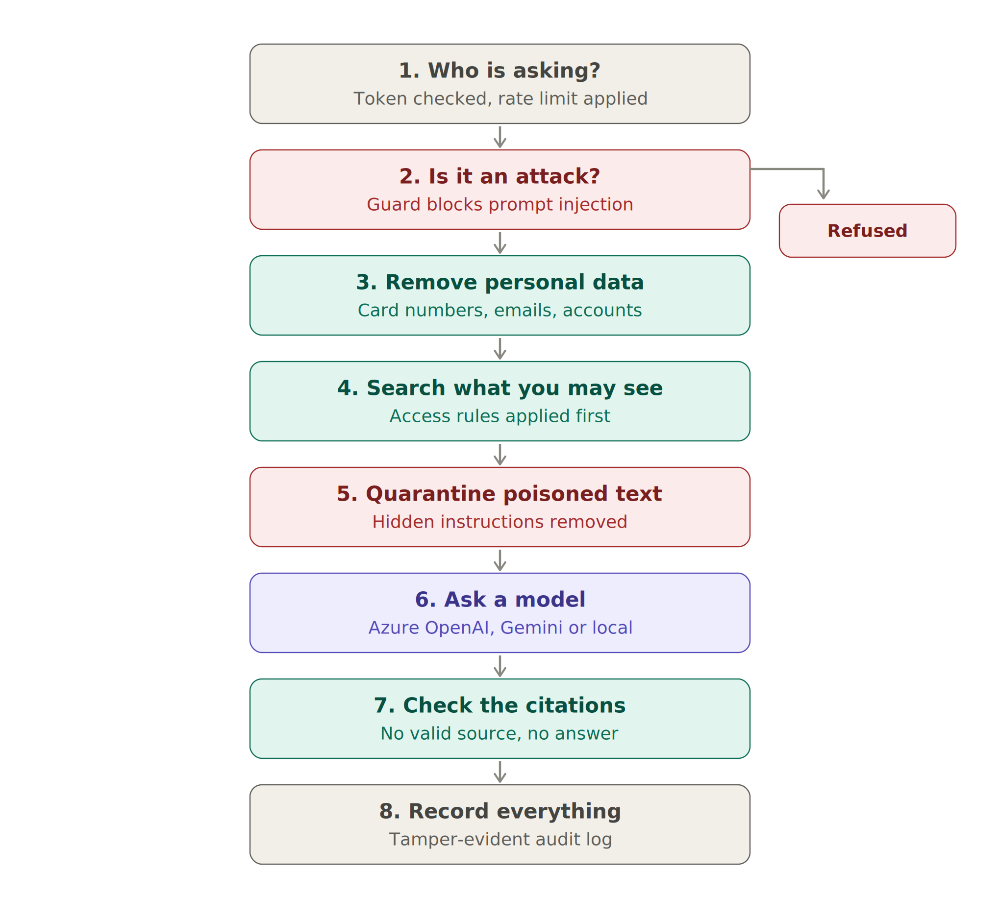 1. Who is asking?
Token checked, rate limit applied
2. Is it an attack?
Guard blocks prompt injection
Refused
3. Remove personal data
Card numbers, emails, accounts
4. Search what you may see
Access rules applied first
5. Quarantine poisoned text
Hidden instructions removed
6. Ask a model
Azure OpenAI, Gemini or local
7. Check the citations
No valid source, no answer
8. Record everything
Tamper-evident audit log